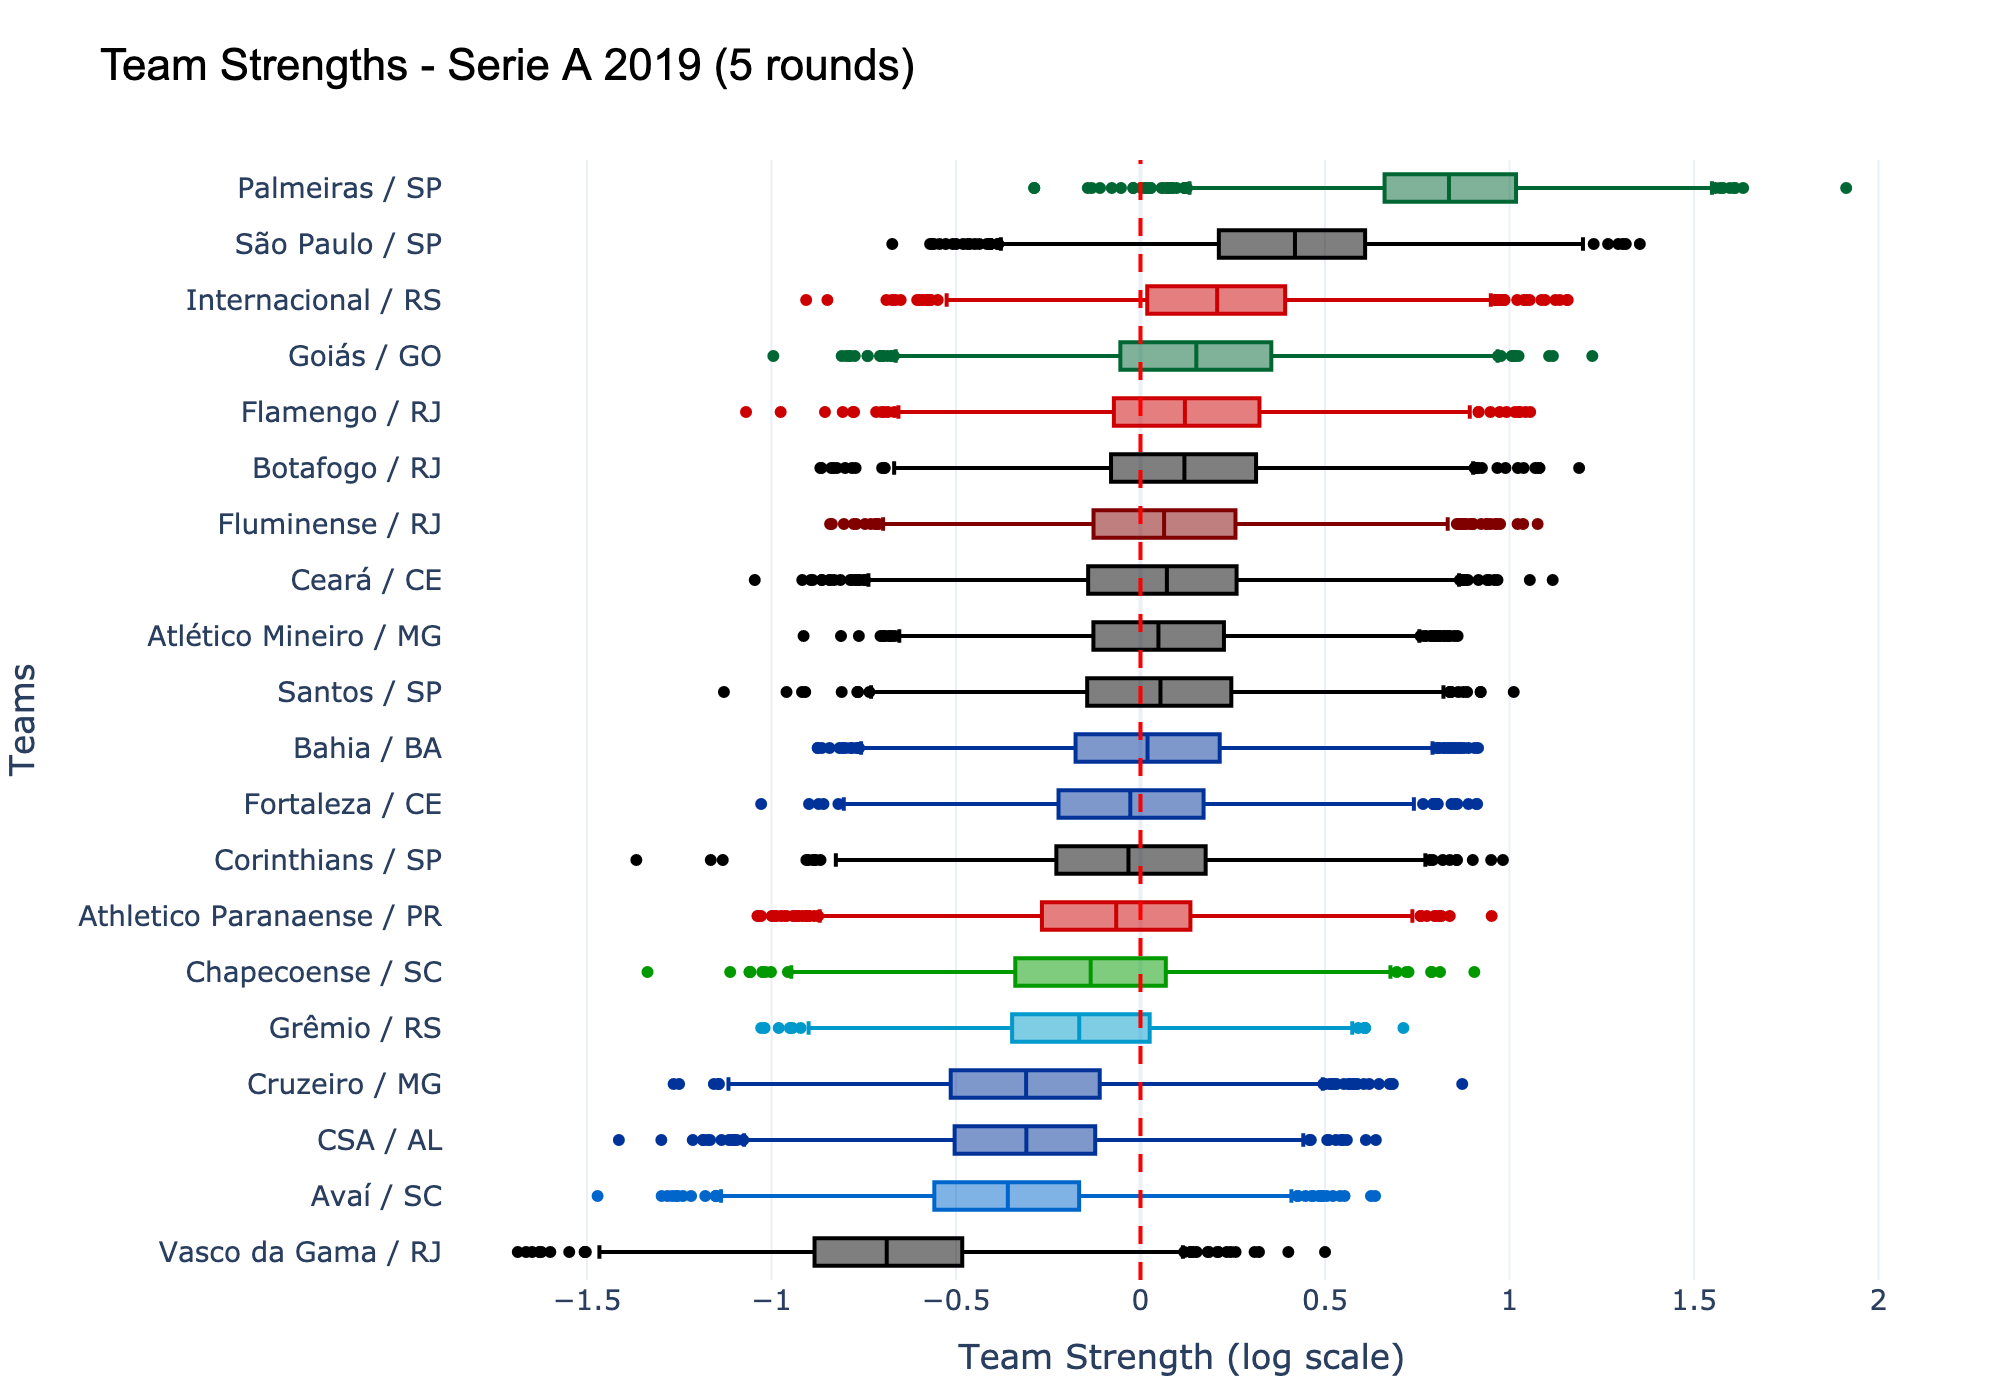 Team Strengths - Serie A 2019 (5 rounds)
Palmeiras / SP
São Paulo / SP
Internacional / RS
Goiás / GO
Flamengo / RJ
Botafogo / RJ
Fluminense / RJ
Ceará / CE
Atlético Mineiro / MG
Santos / SP
Bahia / BA
Fortaleza / CE
Corinthians / SP
Athletico Paranaense / PR
Chapecoense / SC
Grêmio / RS
Cruzeiro / MG
CSA / AL
Avaí / SC
Vasco da Gama / RJ
Teams
−1.5 −1 −0.5 0 0.5 1 1.5 2
Team Strength (log scale)